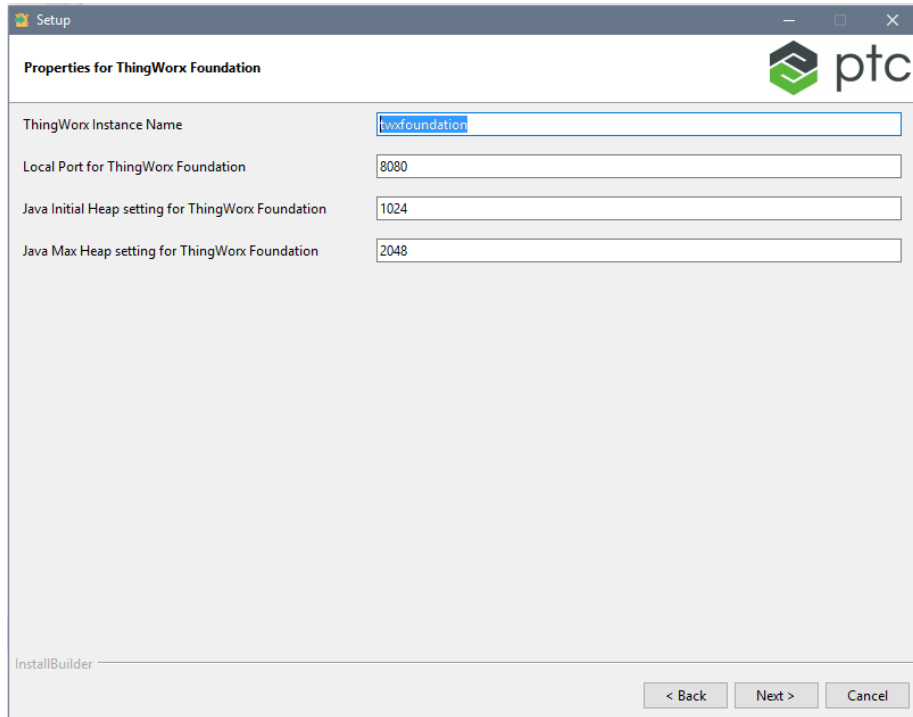 Setup
Properties for ThingWorx Foundation
ptc
ThingWorx Instance Name
twxfoundation
Local Port for ThingWorx Foundation
8080
Java Initial Heap setting for ThingWorx Foundation
1024
Java Max Heap setting for ThingWorx Foundation
2048
InstallBuilder
< Back
Next >
Cancel